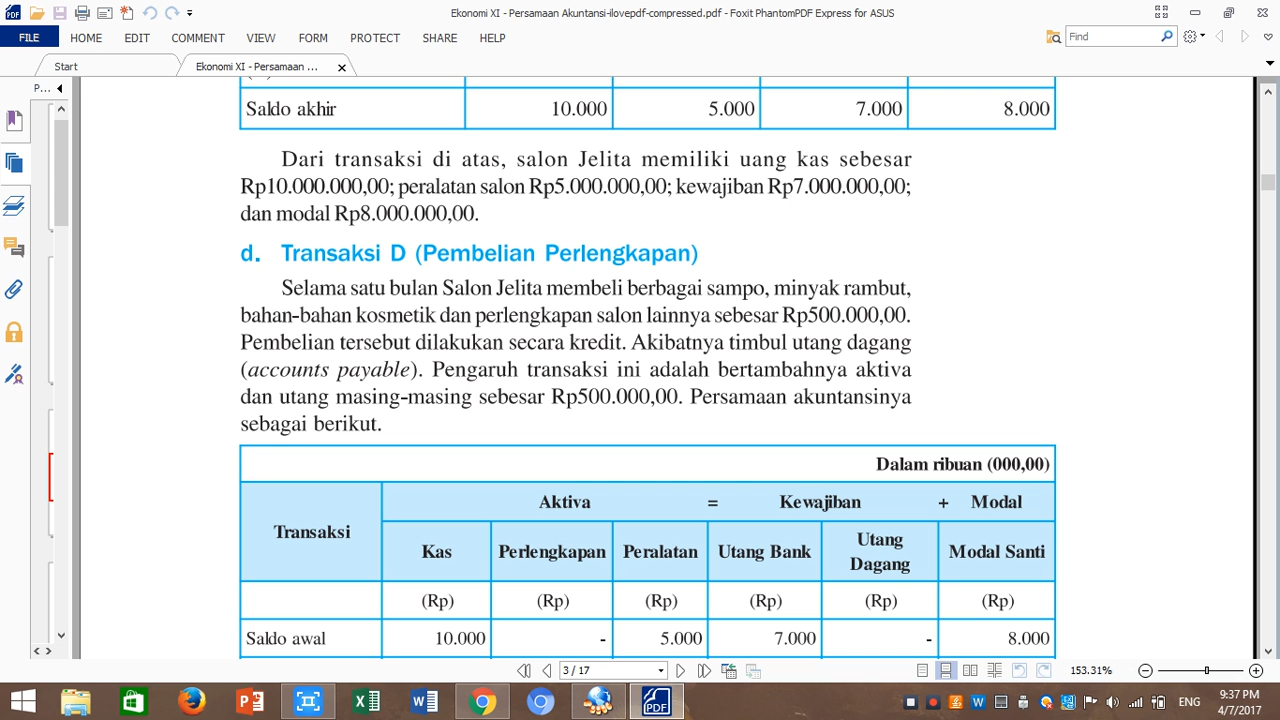 Ekonomi XI - Persamaan Akuntansi-ilovepdf-compressed.pdf - Foxit PhantomPDF Express for ASUS
FILE HOME EDIT COMMENT VIEW FORM PROTECT SHARE HELP
Find
Start
Ekonomi XI - Persamaan ...
P...
Saldo akhir 10.000 5.000 7.000 8.000
Dari transaksi di atas, salon Jelita memiliki uang kas sebesar
Rp10.000.000,00; peralatan salon Rp5.000.000,00; kewajiban Rp7.000.000,00;
dan modal Rp8.000.000,00.
d. Transaksi D (Pembelian Perlengkapan)
Selama satu bulan Salon Jelita membeli berbagai sampo, minyak rambut,
bahan-bahan kosmetik dan perlengkapan salon lainnya sebesar Rp500.000,00.
Pembelian tersebut dilakukan secara kredit. Akibatnya timbul utang dagang
(accounts payable). Pengaruh transaksi ini adalah bertambahnya aktiva
dan utang masing-masing sebesar Rp500.000,00. Persamaan akuntansinya
sebagai berikut.
Dalam ribuan (000,00)
Transaksi
Aktiva = Kewajiban + Modal
Kas Perlengkapan Peralatan Utang Bank Utang Dagang Modal Santi
(Rp) (Rp) (Rp) (Rp) (Rp) (Rp)
Saldo awal 10.000 - 5.000 7.000 - 8.000
3 / 17
153.31%
ENG
9:37 PM
4/7/2017